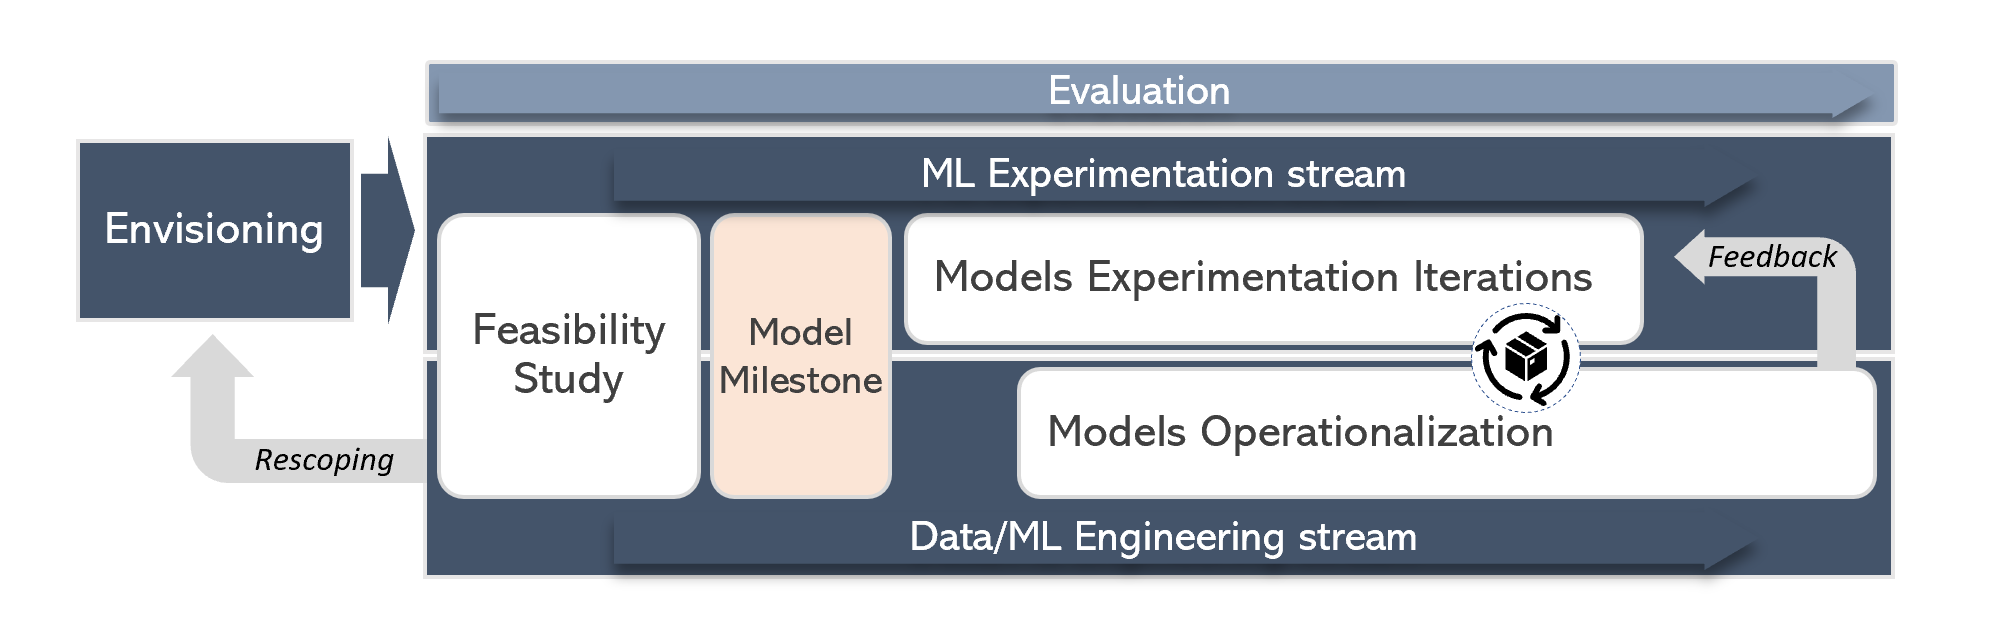 Evaluation
ML Experimentation stream
Envisioning
Models Experimentation Iterations
Feedback
Feasibility
Study
Model
Milestone
Models Operationalization
Rescoping
Data/ML Engineering stream